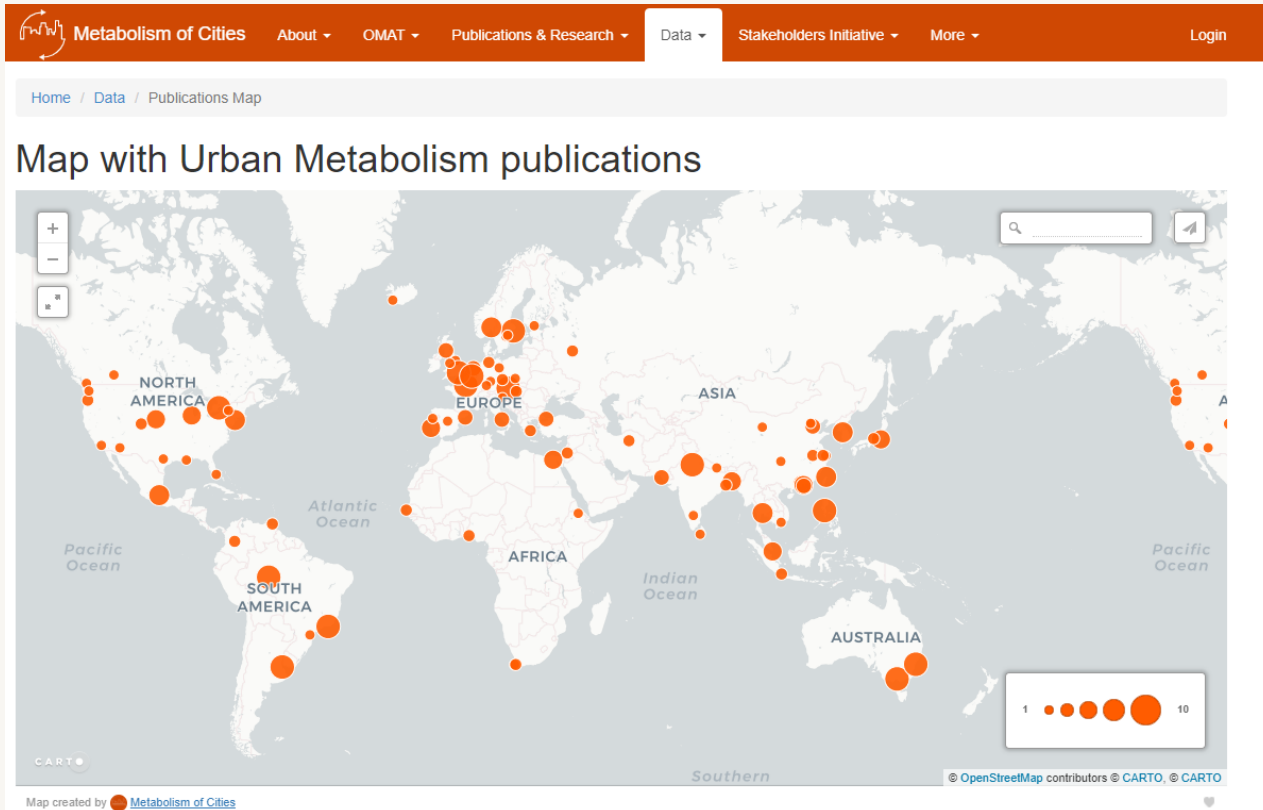 Metabolism of Cities About OMAT Publications & Research Data Stakeholders Initiative More Login
Home / Data / Publications Map
Map with Urban Metabolism publications
+
−
NORTH
AMERICA
EUROPE
ASIA
A
Atlantic
Ocean
Pacific
Ocean
AFRICA
Indian
Ocean
Pacific
Ocean
SOUTH
AMERICA
AUSTRALIA
1 10
CARTO
Southern
© OpenStreetMap contributors © CARTO, © CARTO
Map created by Metabolism of Cities